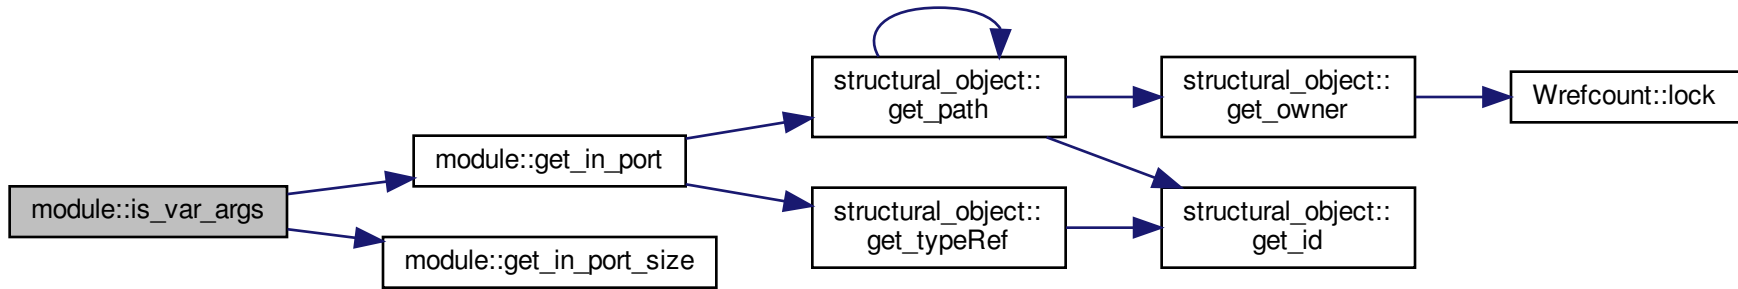 module::is_var_args
module::get_in_port
module::get_in_port_size
structural_object::
get_path
structural_object::
get_typeRef
structural_object::
get_owner
structural_object::
get_id
Wrefcount::lock